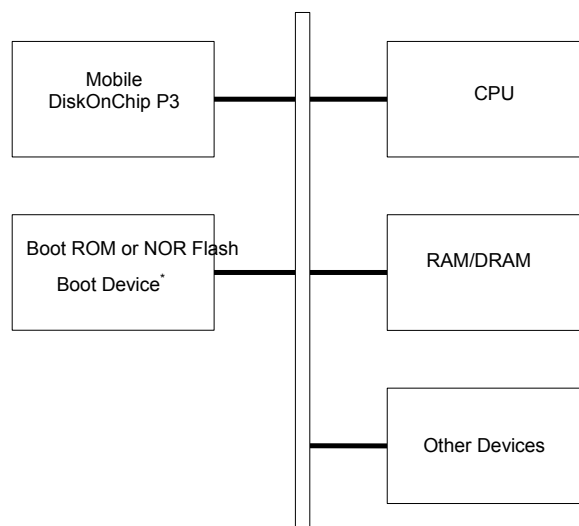 Mobile
DiskOnChip P3
CPU
Boot ROM or NOR Flash
Boot Device*
RAM/DRAM
Other Devices